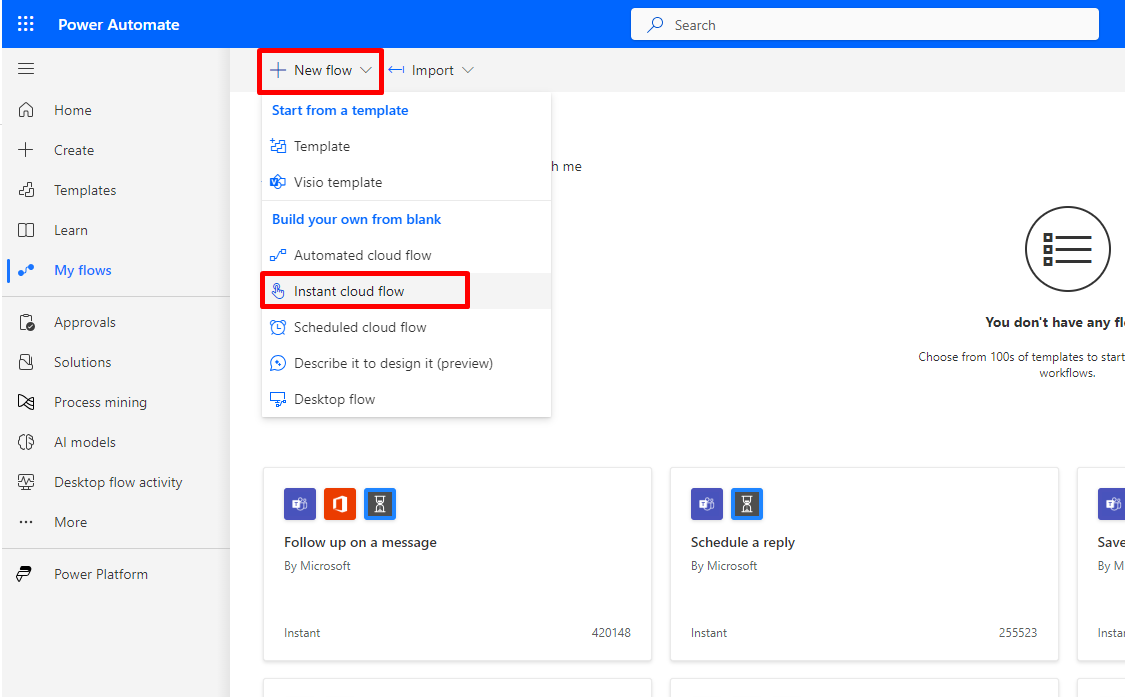 Power Automate
Search
New flow
Import
Home
Create
Templates
Learn
My flows
Approvals
Solutions
Process mining
AI models
Desktop flow activity
More
Power Platform
Start from a template
Template
Visio template
Build your own from blank
Automated cloud flow
Instant cloud flow
Scheduled cloud flow
Describe it to design it (preview)
Desktop flow
h me
You don't have any fl
Choose from 100s of templates to start
workflows.
Follow up on a message
By Microsoft
Instant 420148
Schedule a reply
By Microsoft
Instant 255523
Save
By M
Insta